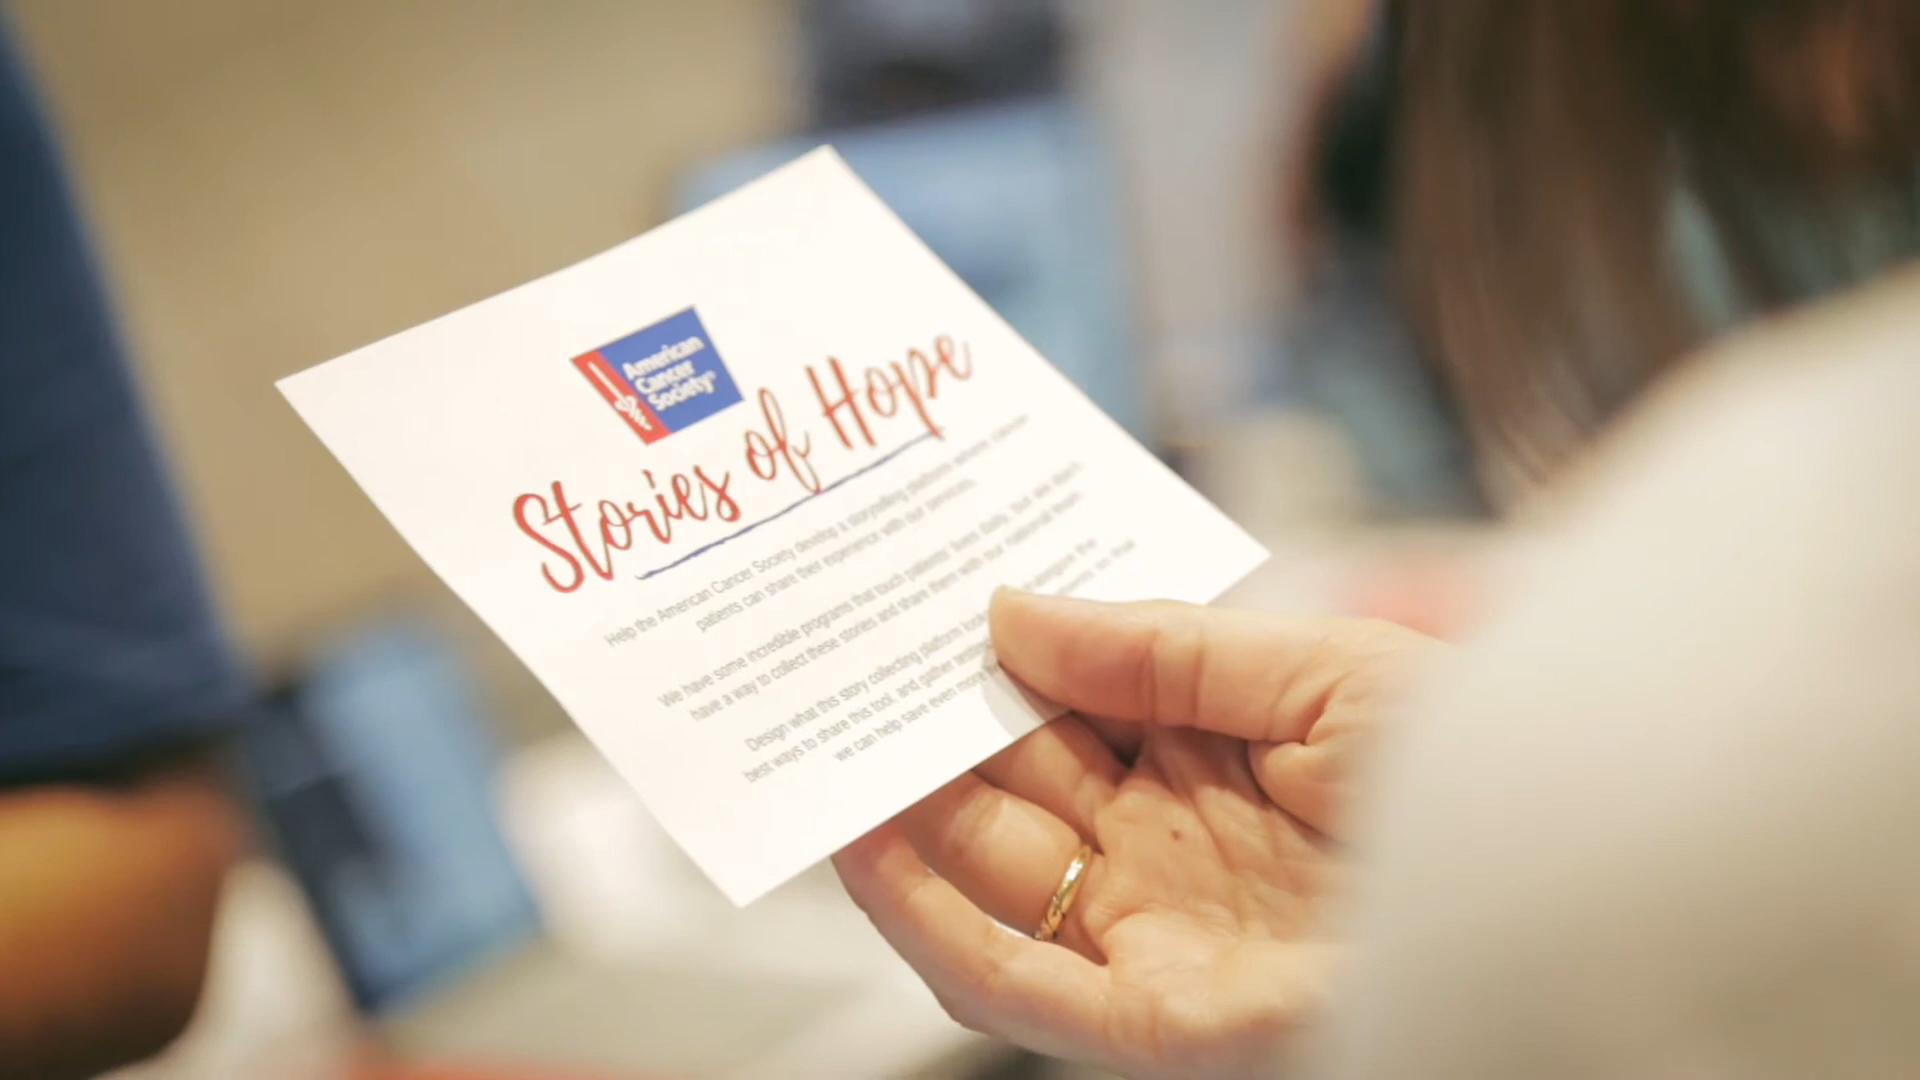 American
Cancer
Society®
Stories of Hope
Help the American Cancer Society develop a storytelling platform where cancer
patients can share their experience with our services.
We have some incredible programs that touch patients' lives daily, but we don't
have a way to collect these stories and share them with our national team.
Design what this story collecting platform the
best ways to share this tool, and gather so that
we can help save even more